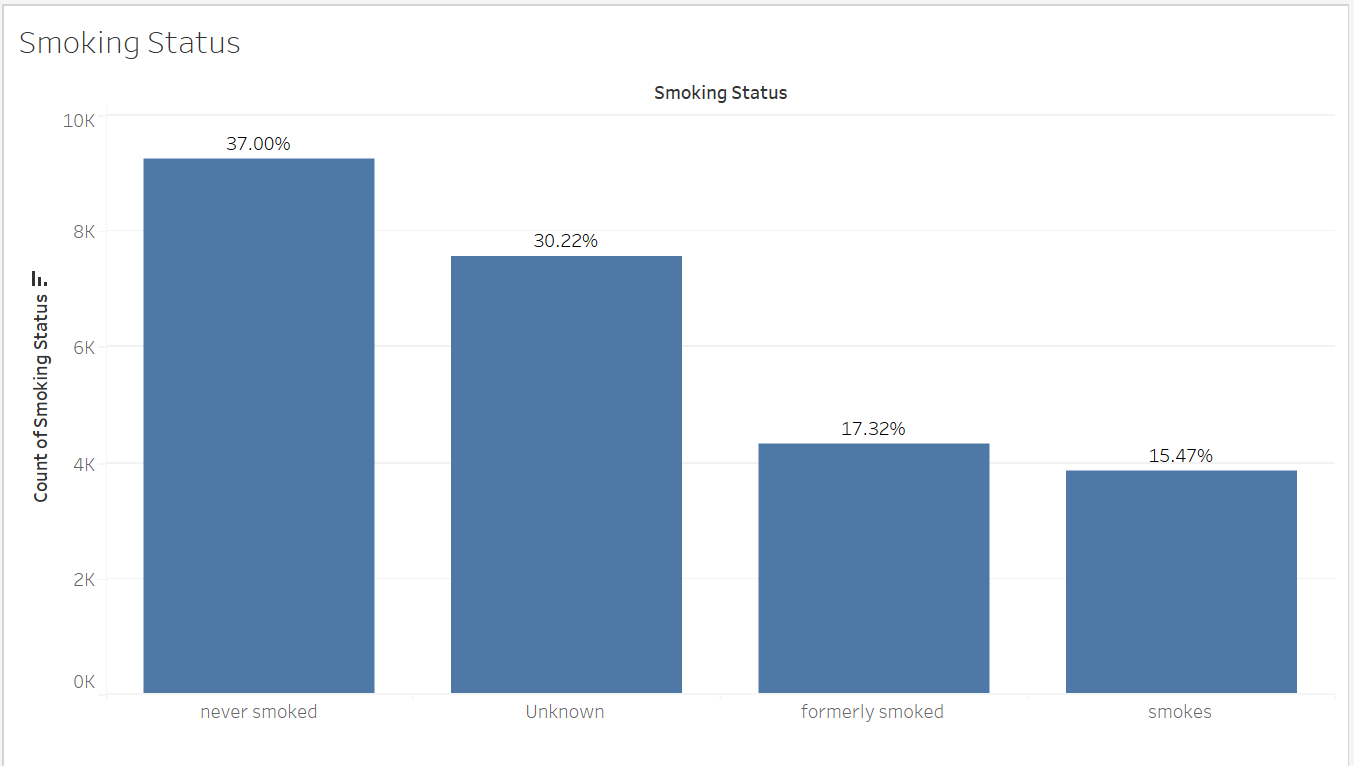 Smoking Status
Smoking Status
10K
37.00%
8K
30.22%
6K
17.32%
4K
15.47%
2K
0K
Count of Smoking Status
never smoked
Unknown
formerly smoked
smokes